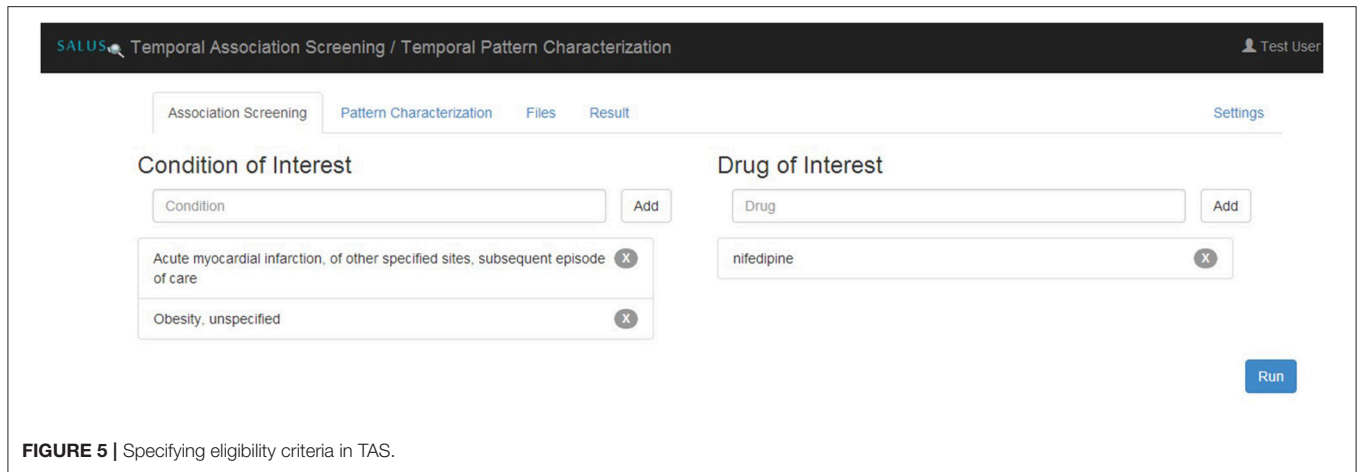 SALUS Temporal Association Screening / Temporal Pattern Characterization
Test User
Association Screening
Pattern Characterization
Files
Result
Settings
Condition of Interest
Condition
Add
Acute myocardial infarction, of other specified sites, subsequent episode
of care
X
Obesity, unspecified
X
Drug of Interest
Drug
Add
nifedipine
X
Run
FIGURE 5 | Specifying eligibility criteria in TAS.